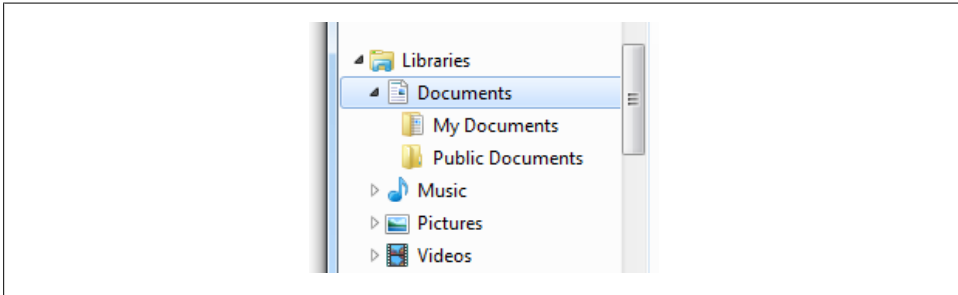 Libraries
Documents
My Documents
Public Documents
Music
Pictures
Videos